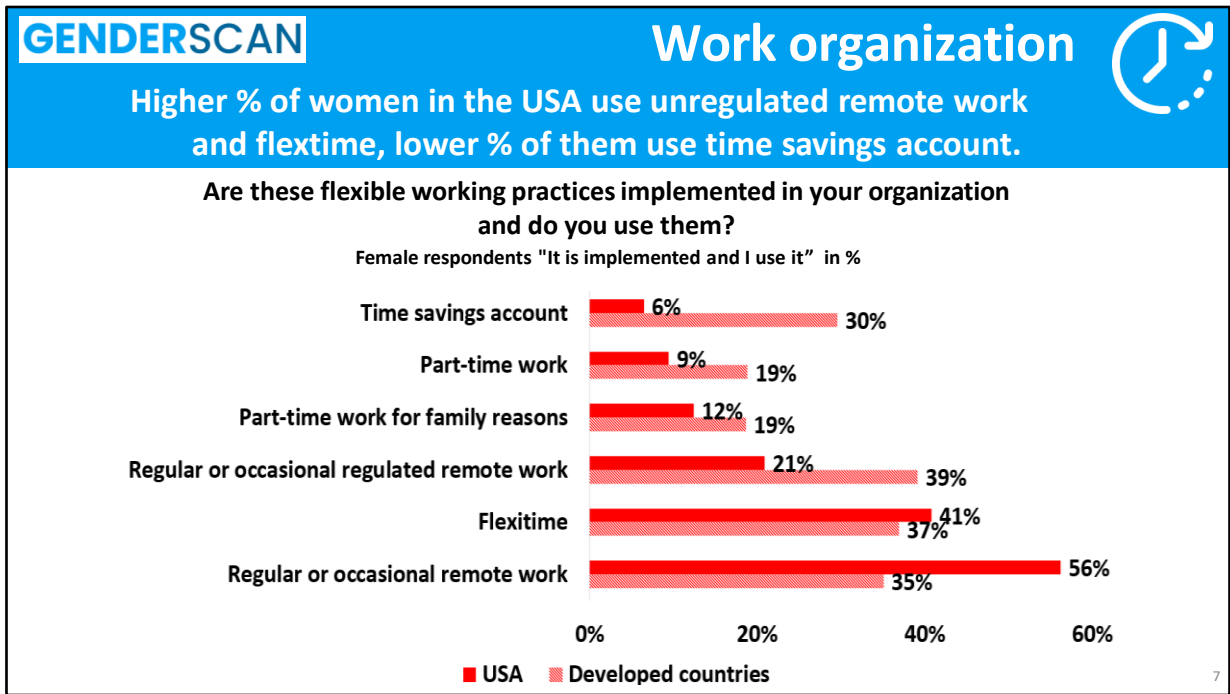 GENDERSCAN
Work organization
Higher % of women in the USA use unregulated remote work
and flextime, lower % of them use time savings account.
Are these flexible working practices implemented in your organization
and do you use them?
Female respondents "It is implemented and I use it” in %
Time savings account
6%
30%
Part-time work
9%
19%
Part-time work for family reasons
12%
19%
Regular or occasional regulated remote work
21%
39%
Flexitime
41%
37%
Regular or occasional remote work
56%
35%
0% 20% 40% 60%
USA Developed countries
7